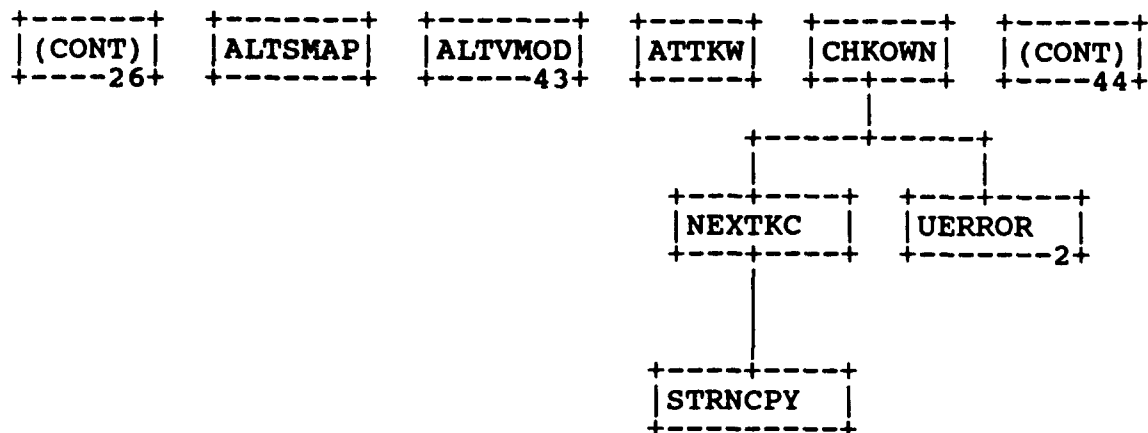 (CONT) ALTSMAP ALTVMOD ATTKW CHKOWN (CONT)
26 43 44
NEXTKC UERROR
2
STRNCPY